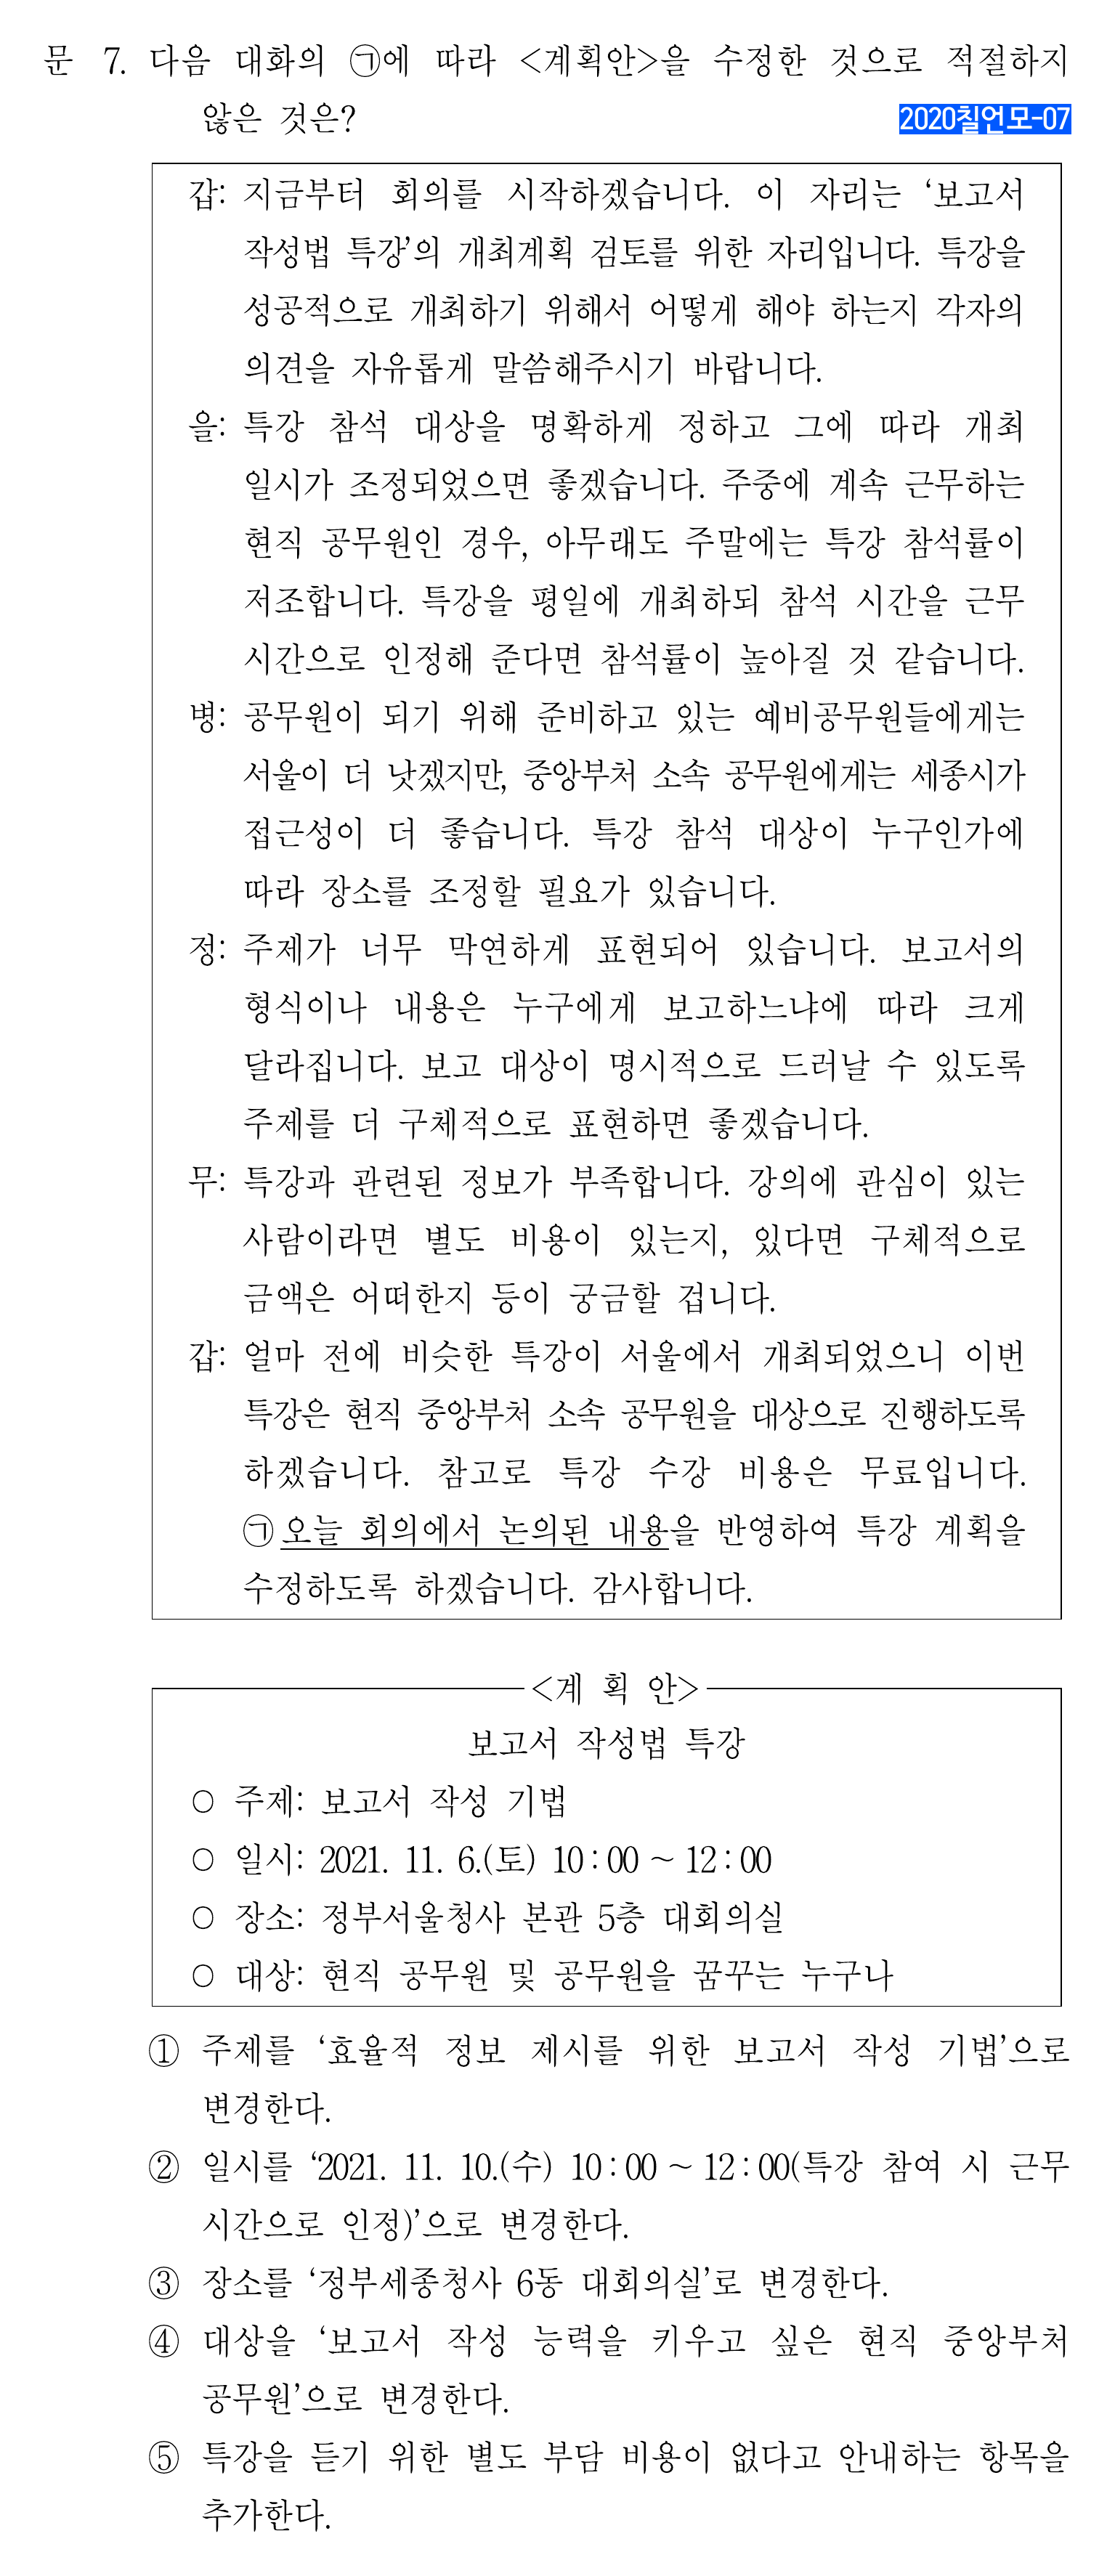 문 7. 다음 대화의 ㉠에 따라 <계획안>을 수정한 것으로 적절하지
않은 것은?
2020칠언모-07
갑: 지금부터 회의를 시작하겠습니다. 이 자리는 ‘보고서
작성법 특강’의 개최계획 검토를 위한 자리입니다. 특강을
성공적으로 개최하기 위해서 어떻게 해야 하는지 각자의
의견을 자유롭게 말씀해주시기 바랍니다.
을: 특강 참석 대상을 명확하게 정하고 그에 따라 개최
일시가 조정되었으면 좋겠습니다. 주중에 계속 근무하는
현직 공무원인 경우, 아무래도 주말에는 특강 참석률이
저조합니다. 특강을 평일에 개최하되 참석 시간을 근무
시간으로 인정해 준다면 참석률이 높아질 것 같습니다.
병: 공무원이 되기 위해 준비하고 있는 예비공무원들에게는
서울이 더 낫겠지만, 중앙부처 소속 공무원에게는 세종시가
접근성이 더 좋습니다. 특강 참석 대상이 누구인가에
따라 장소를 조정할 필요가 있습니다.
정: 주제가 너무 막연하게 표현되어 있습니다. 보고서의
형식이나 내용은 누구에게 보고하느냐에 따라 크게
달라집니다. 보고 대상이 명시적으로 드러날 수 있도록
주제를 더 구체적으로 표현하면 좋겠습니다.
무: 특강과 관련된 정보가 부족합니다. 강의에 관심이 있는
사람이라면 별도 비용이 있는지, 있다면 구체적으로
금액은 어떠한지 등이 궁금할 겁니다.
갑: 얼마 전에 비슷한 특강이 서울에서 개최되었으니 이번
특강은 현직 중앙부처 소속 공무원을 대상으로 진행하도록
하겠습니다. 참고로 특강 수강 비용은 무료입니다.
㉠ 오늘 회의에서 논의된 내용을 반영하여 특강 계획을
수정하도록 하겠습니다. 감사합니다.
<계 획 안>
보고서 작성법 특강
○ 주제: 보고서 작성 기법
○ 일시: 2021. 11. 6.(토) 10:00 ~ 12:00
○ 장소: 정부서울청사 본관 5층 대회의실
○ 대상: 현직 공무원 및 공무원을 꿈꾸는 누구나
① 주제를 ‘효율적 정보 제시를 위한 보고서 작성 기법’으로
변경한다.
② 일시를 ‘2021. 11. 10.(수) 10:00 ~ 12:00(특강 참여 시 근무
시간으로 인정)’으로 변경한다.
③ 장소를 ‘정부세종청사 6동 대회의실’로 변경한다.
④ 대상을 ‘보고서 작성 능력을 키우고 싶은 현직 중앙부처
공무원’으로 변경한다.
⑤ 특강을 듣기 위한 별도 부담 비용이 없다고 안내하는 항목을
추가한다.